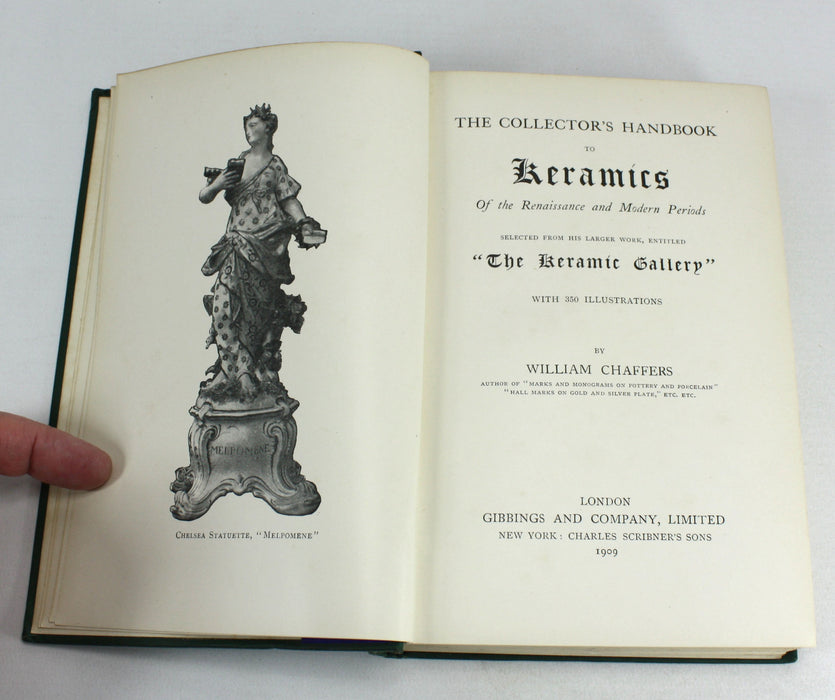 MELPOMENE
CHELSEA STATUETTE, "MELPOMENE"
THE COLLECTOR'S HANDBOOK
TO
Keramics
Of the Renaissance and Modern Periods
SELECTED FROM HIS LARGER WORK, ENTITLED
"The Keramic Gallery"
WITH 350 ILLUSTRATIONS
BY
WILLIAM CHAFFERS
AUTHOR OF "MARKS AND MONOGRAMS ON POTTERY AND PORCELAIN"
"HALL MARKS ON GOLD AND SILVER PLATE," ETC. ETC.
LONDON
GIBBINGS AND COMPANY, LIMITED
NEW YORK: CHARLES SCRIBNER'S SONS
1909